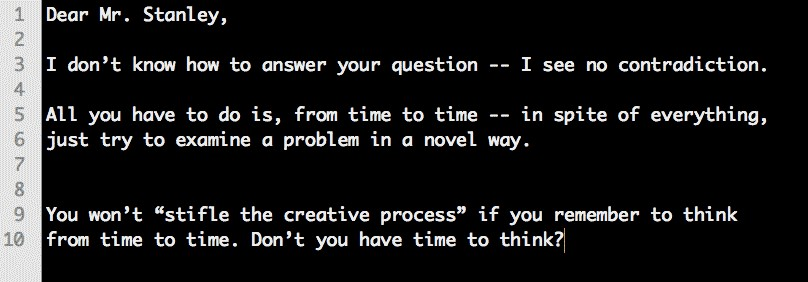 1 Dear Mr. Stanley,
2
3 I don’t know how to answer your question -- I see no contradiction.
4
5 All you have to do is, from time to time -- in spite of everything,
6 just try to examine a problem in a novel way.
7
8
9 You won’t “stifle the creative process” if you remember to think
10 from time to time. Don’t you have time to think?